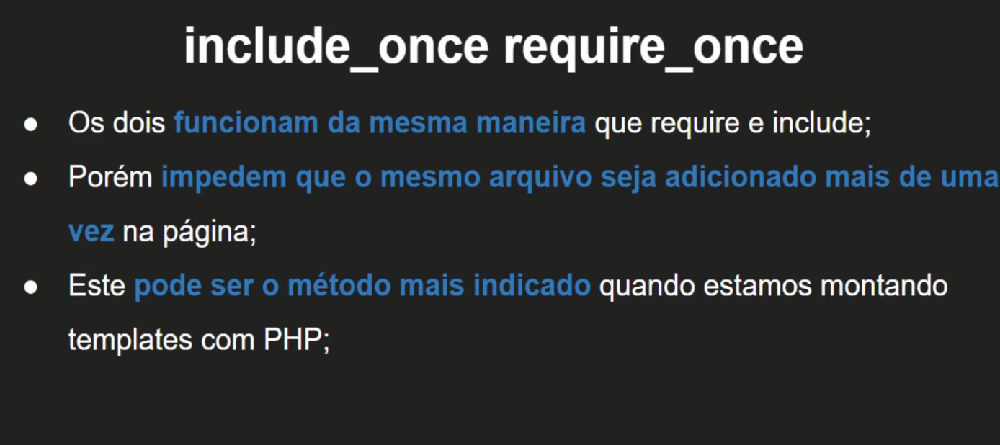 include_once require_once
● Os dois funcionam da mesma maneira que require e include;
● Porém impedem que o mesmo arquivo seja adicionado mais de uma
vez na página;
● Este pode ser o método mais indicado quando estamos montando
templates com PHP;